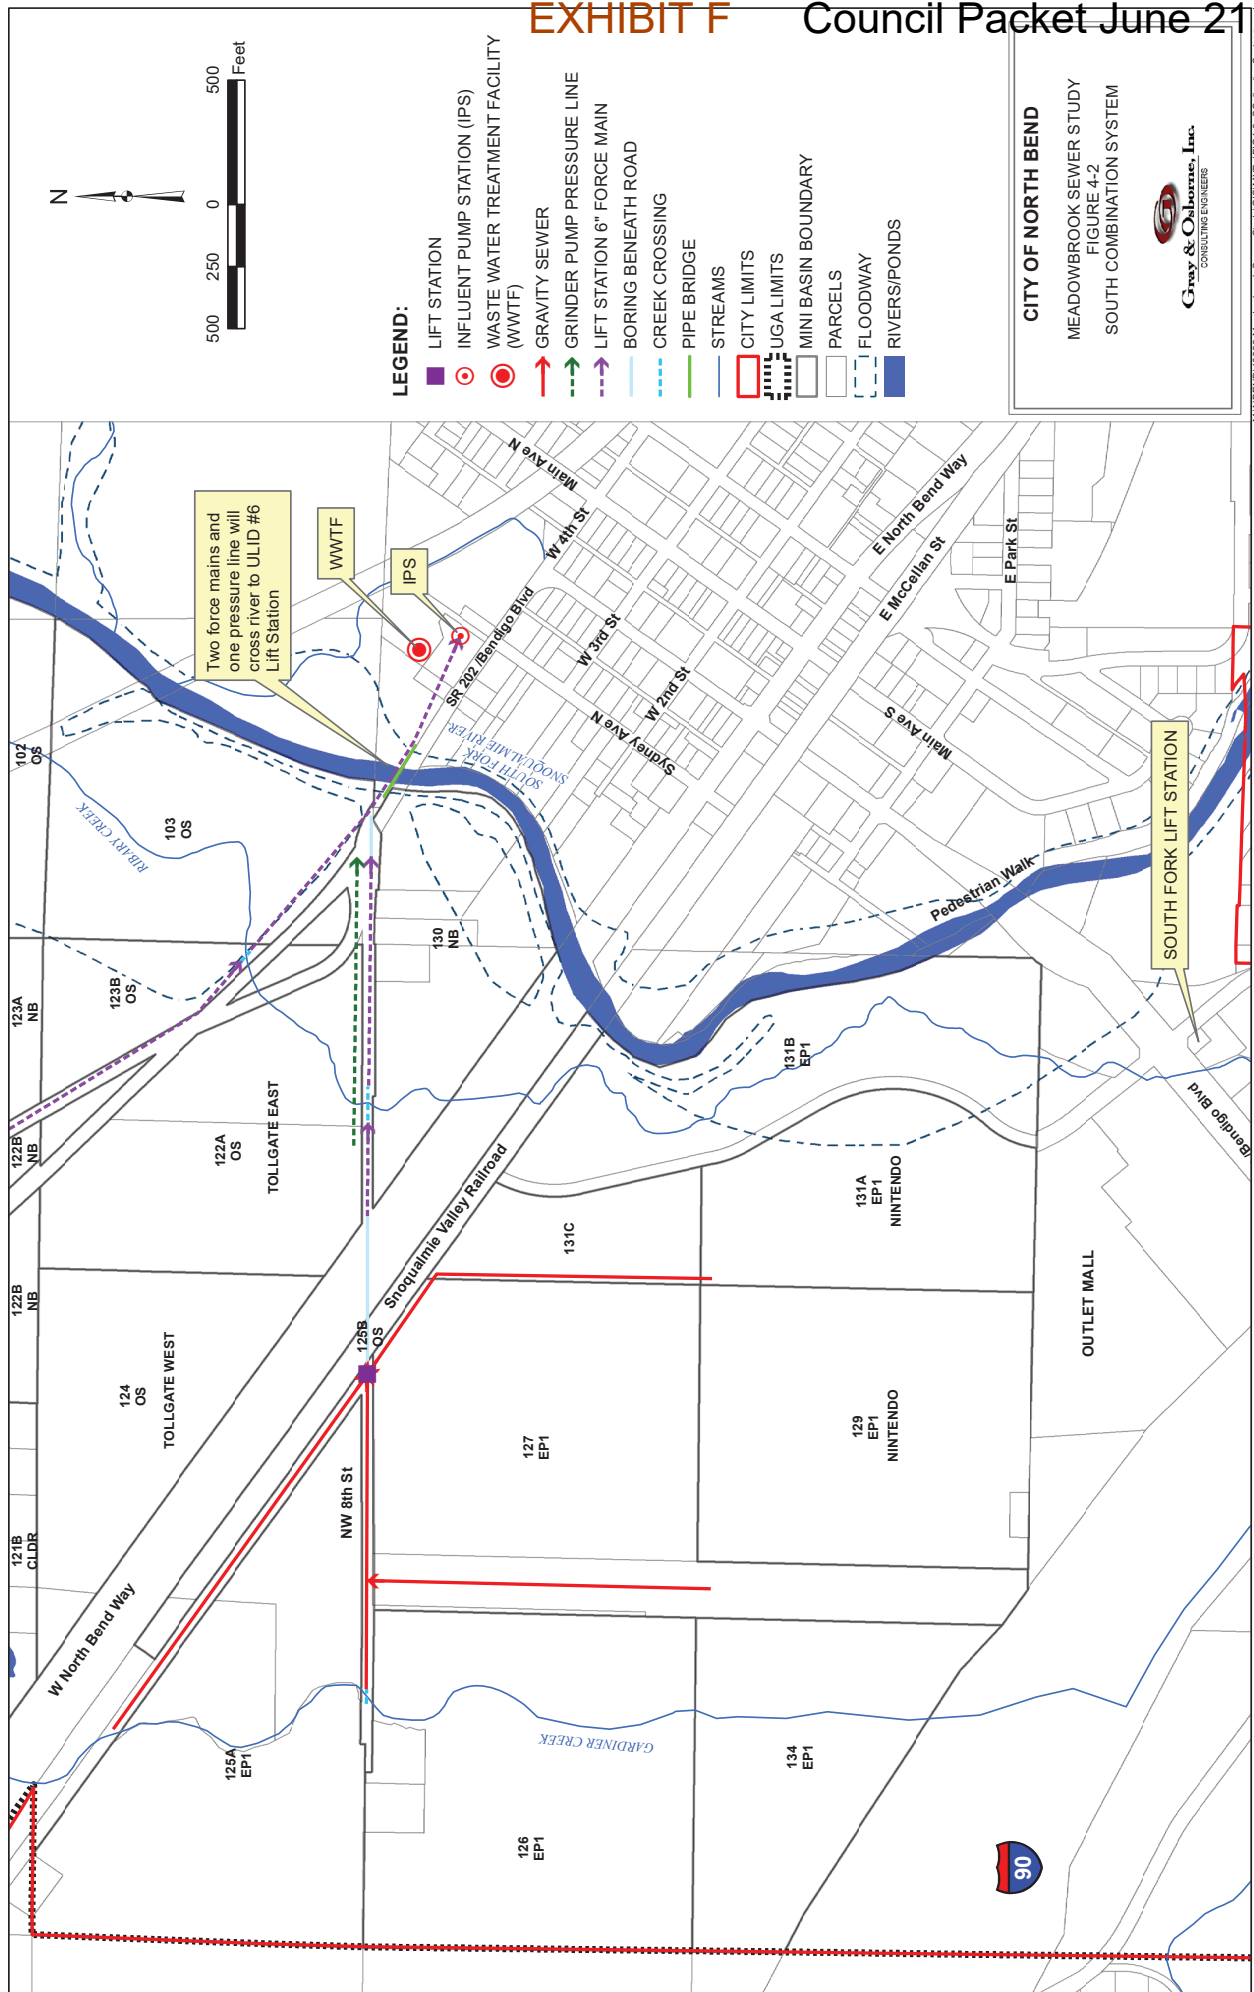 EXHIBIT F
Council Packet June 21
N
500
250
0
500
Feet
LEGEND:
LIFT STATION
INFLUENT PUMP STATION (IPS)
WASTE WATER TREATMENT FACILITY
(WWTF)
GRAVITY SEWER
GRINDER PUMP PRESSURE LINE
LIFT STATION 6" FORCE MAIN
BORING BENEATH ROAD
CREEK CROSSING
PIPE BRIDGE
STREAMS
CITY LIMITS
UGA LIMITS
MINI BASIN BOUNDARY
PARCELS
FLOODWAY
RIVERS/PONDS
CITY OF NORTH BEND
MEADOWBROOK SEWER STUDY
FIGURE 4-2
SOUTH COMBINATION SYSTEM
G
Gray & Osborne, Inc.
CONSULTING ENGINEERS
Two force mains and
one pressure line will
cross river to ULID #6
Lift Station
WWTF
IPS
Main Ave N
W 4th St
SR 202 /Bendigo Blvd
W 3rd St
W 2nd St
Sydney Ave N
SOUTH FORK
SNOQUALMIE RIVER
E North Bend Way
E McCellan St
E Park St
Main Ave S
Pedestrian Walk
SOUTH FORK LIFT STATION
/Bendigo Blvd
102
OS
103
OS
RIBARY CREEK
123A
NB
123B
OS
130
NB
122B
NB
122A
OS
TOLLGATE EAST
131B
EP1
131A
EP1
NINTENDO
131C
Snoqualmie Valley Railroad
122B
NB
124
OS
TOLLGATE WEST
125B
OS
OUTLET MALL
127
EP1
129
EP1
NINTENDO
NW 8th St
121B
CLDR
W North Bend Way
125A
EP1
GARDINER CREEK
134
EP1
126
EP1
90